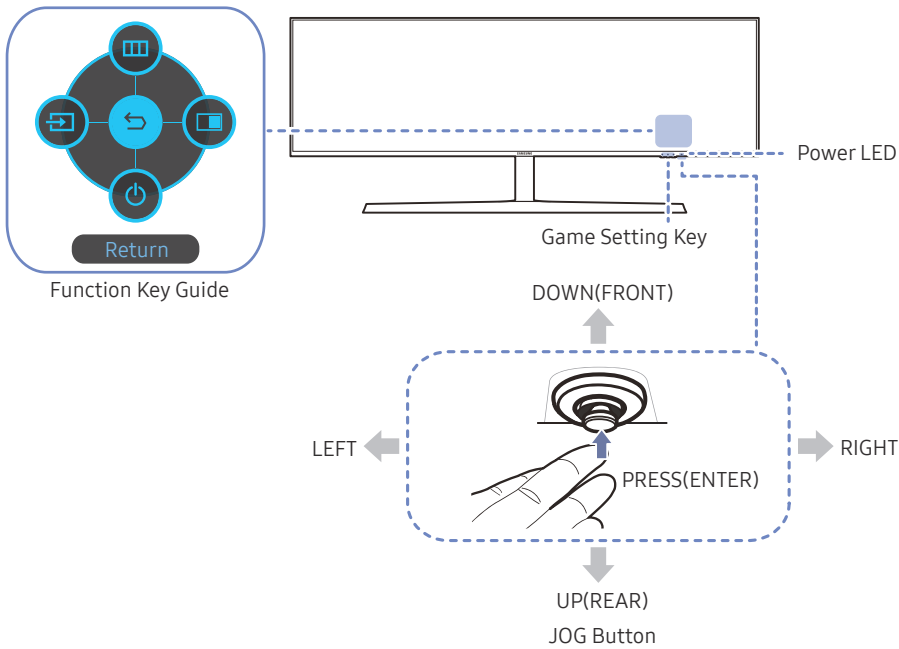 Return
Function Key Guide
SAMSUNG
Power LED
Game Setting Key
DOWN(FRONT)
LEFT
RIGHT
PRESS(ENTER)
UP(REAR)
JOG Button